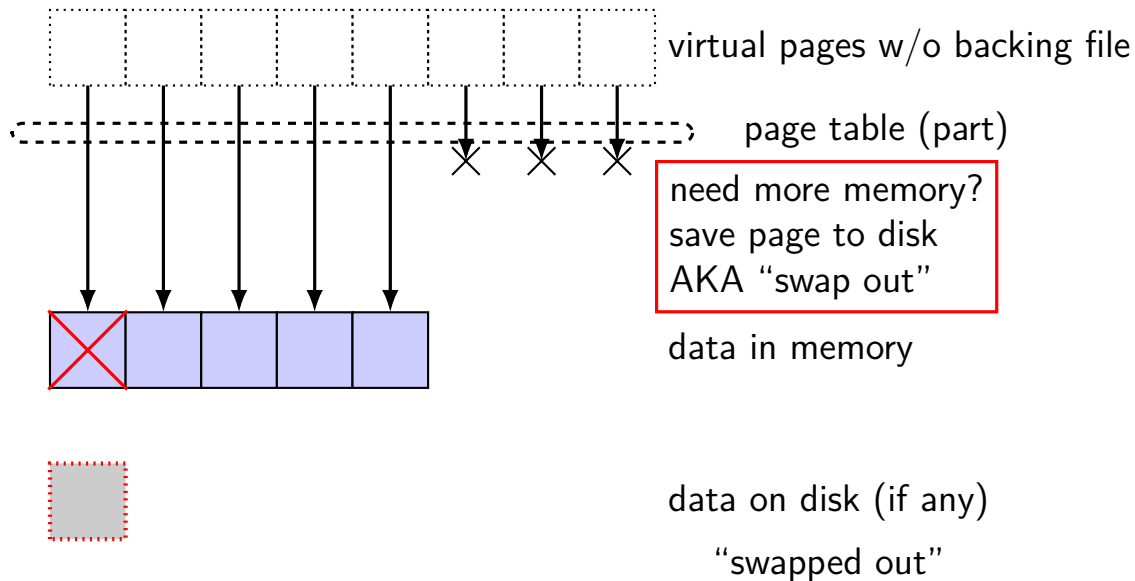 virtual pages w/o backing file
page table (part)
need more memory?
save page to disk
AKA “swap out”
data in memory
data on disk (if any)
“swapped out”